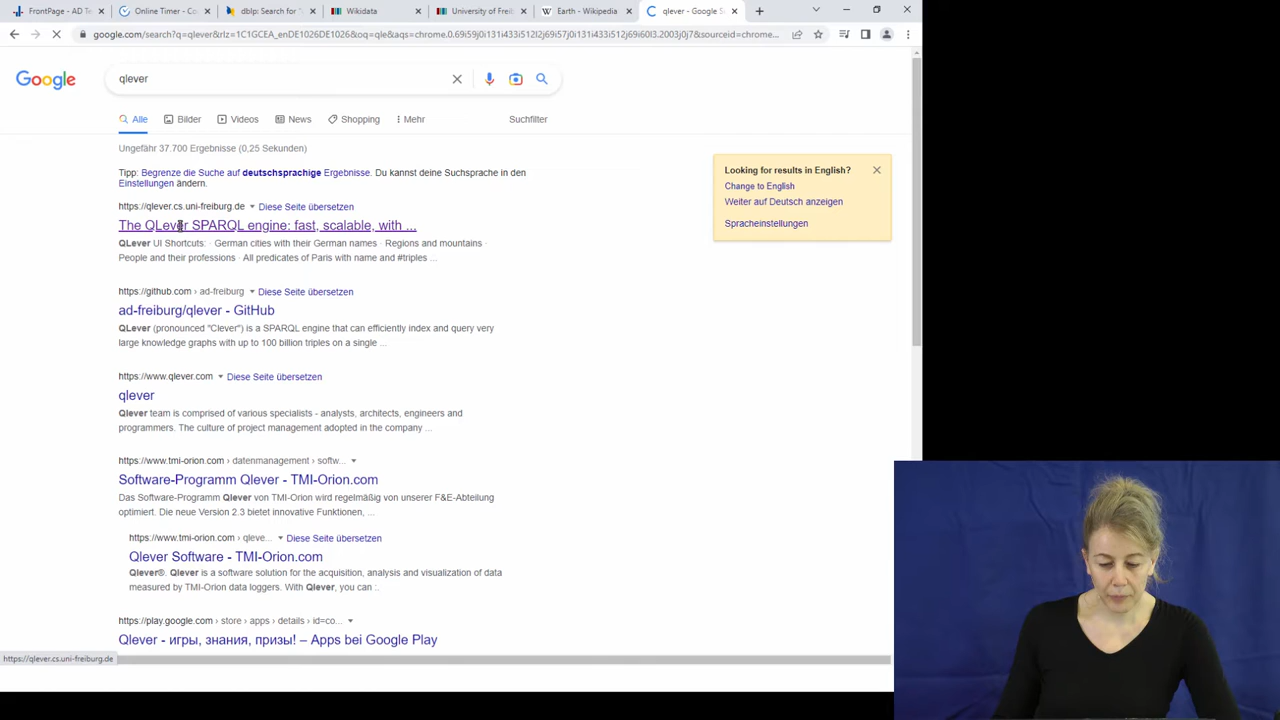 FrontPage - AD Te
Online Timer - Co
dblp: Search for "
Wikidata
University of Freib
Earth - Wikipedia
qlever - Google S
google.com/search?q=qlever&rlz=1C1GCEA_enDE1026DE1026&oq=qle&aqs=chrome.0.69i59j0i131i433i512l2j69i57j0i131i433i512j69i60l3.2003j0j7&sourceid=chrome...
Google
qlever
Alle
Bilder
Videos
News
Shopping
Mehr
Suchfilter
Ungefähr 37.700 Ergebnisse (0,25 Sekunden)
Tipp: Begrenze die Suche auf deutschsprachige Ergebnisse. Du kannst deine Suchsprache in den
Einstellungen ändern.
Looking for results in English?
Change to English
Weiter auf Deutsch anzeigen
Spracheinstellungen
https://qlever.cs.uni-freiburg.de Diese Seite übersetzen
The QLever SPARQL engine: fast, scalable, with ...
QLever UI Shortcuts: · German cities with their German names · Regions and mountains ·
People and their professions · All predicates of Paris with name and #triples ...
https://github.com › ad-freiburg Diese Seite übersetzen
ad-freiburg/qlever - GitHub
QLever (pronounced "Clever") is a SPARQL engine that can efficiently index and query very
large knowledge graphs with up to 100 billion triples on a single ...
https://www.qlever.com Diese Seite übersetzen
qlever
Qlever team is comprised of various specialists - analysts, architects, engineers and
programmers. The culture of project management adopted in the company ...
https://www.tmi-orion.com › datenmanagement › softw...
Software-Programm Qlever - TMI-Orion.com
Das Software-Programm Qlever von TMI-Orion wird regelmäßig von unserer F&E-Abteilung
optimiert. Die neue Version 2.3 bietet innovative Funktionen, ...
https://www.tmi-orion.com › qleve... Diese Seite übersetzen
Qlever Software - TMI-Orion.com
Qlever®. Qlever is a software solution for the acquisition, analysis and visualization of data
measured by TMI-Orion data loggers. With Qlever, you can :.
https://play.google.com › store › apps › details › id=co...
Qlever - игры, знания, призы! – Apps bei Google Play
https://qlever.cs.uni-freiburg.de